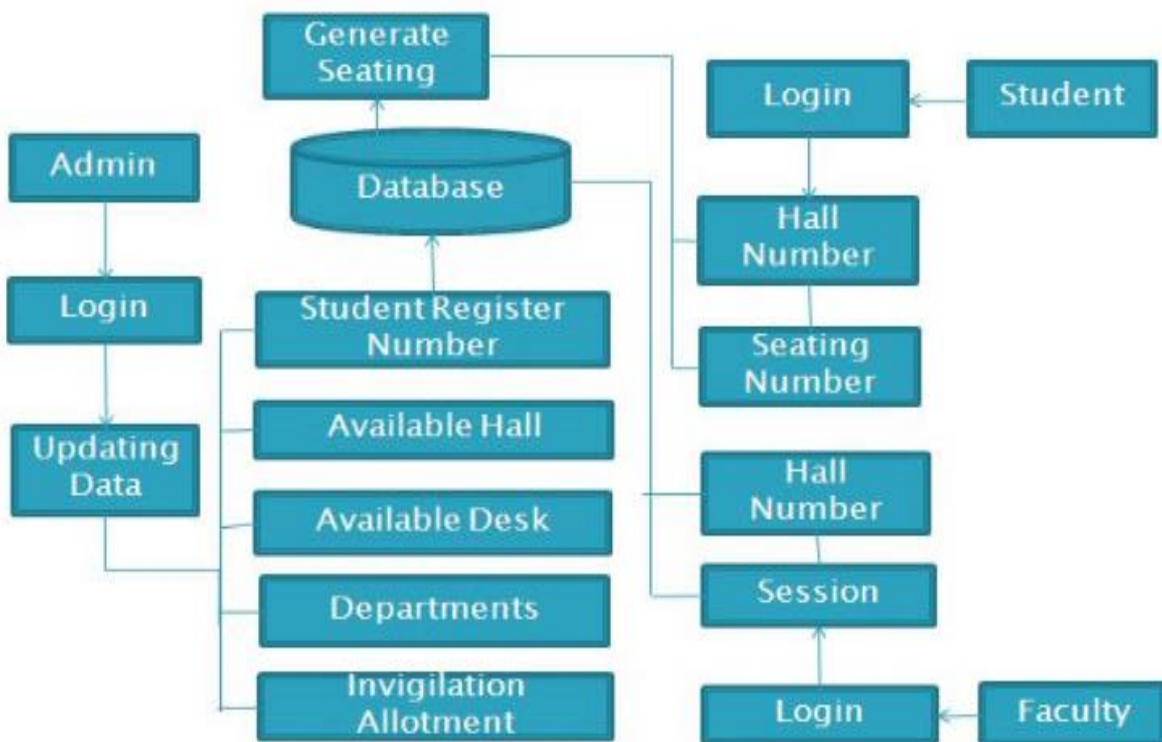 Generate
Seating
Login
Student
Admin
Database
Hall
Number
Login
Student Register
Number
Seating
Number
Updating
Data
Available Hall
Hall
Number
Available Desk
Session
Departments
Invigilation
Allotment
Login
Faculty